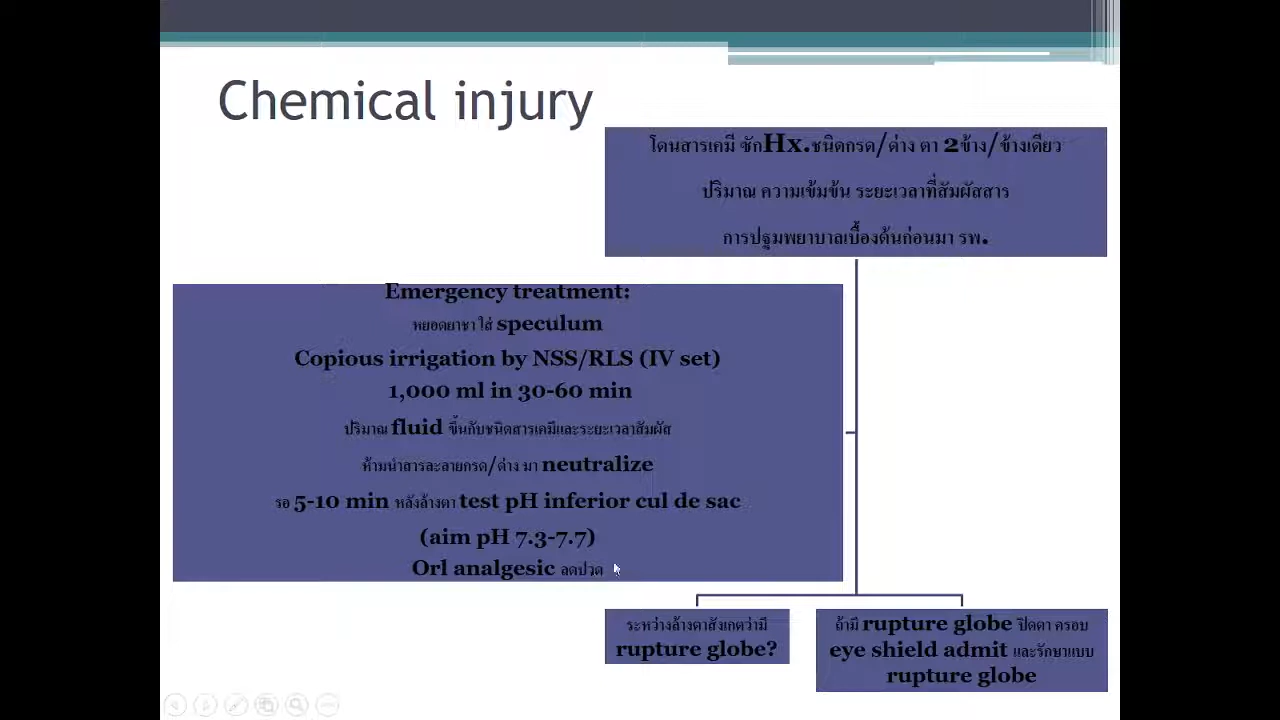 Chemical injury
โดนสารเคมี ซักHx.ชนิดกรด/ด่าง ตา 2ข้าง/ข้างเดียว
ปริมาณ ความเข้มข้น ระยะเวลาที่สัมผัสสาร
การปฐมพยาบาลเบื้องต้นก่อนมา รพ.
Emergency treatment:
หยอดยาชา ใส่ speculum
Copious irrigation by NSS/RLS (IV set)
1,000 ml in 30-60 min
ปริมาณ fluid ขึ้นกับชนิดสารเคมีและระยะเวลาสัมผัส
ห้ามนำสารละลายกรด/ด่าง มา neutralize
รอ 5-10 min หลังล้างตา test pH inferior cul de sac
(aim pH 7.3-7.7)
Orl analgesic ลดปวด
ระหว่างล้างตาสังเกตว่ามี
rupture globe?
ถ้ามี rupture globe ปิดตา ครอบ
eye shield admit และรักษาแบบ
rupture globe